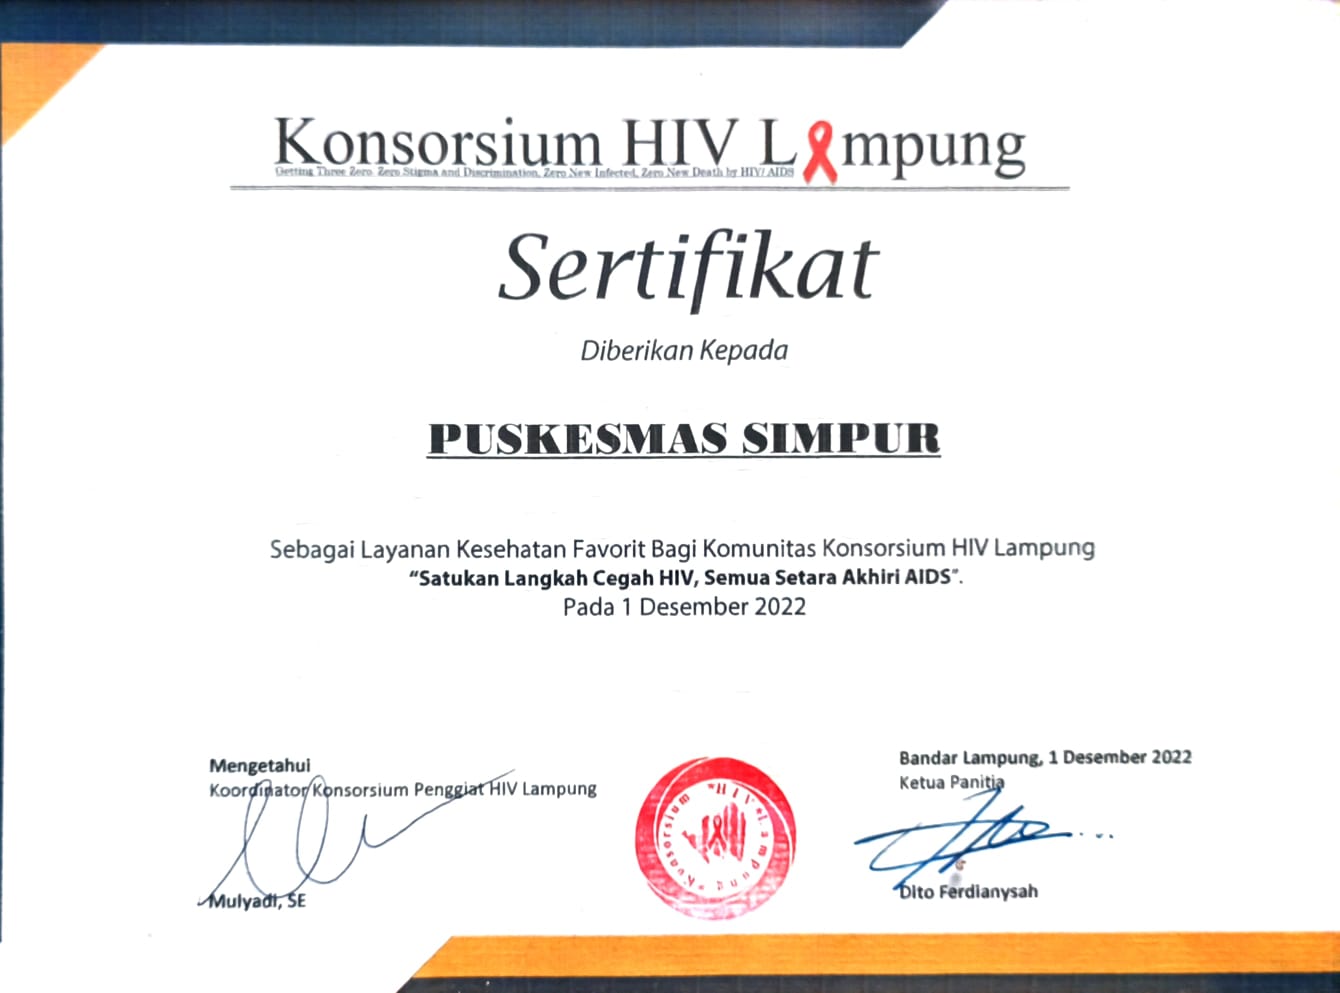 Konsorsium HIV Lampung
Getting Three Zero. Zero Stigma and Discrimination, Zero New Infected, Zero New Death by HIV/ AIDS
Sertifikat
Diberikan Kepada
PUSKESMAS SIMPUR
Sebagai Layanan Kesehatan Favorit Bagi Komunitas Konsorsium HIV Lampung
“Satukan Langkah Cegah HIV, Semua Setara Akhiri AIDS".
Pada 1 Desember 2022
Mengetahui
Koordinator Konsorsium Penggiat HIV Lampung
Mulyadi, SE
Konsorsium *HIV* Lampung*
Bandar Lampung, 1 Desember 2022
Ketua Panitia
Dito Ferdianysah